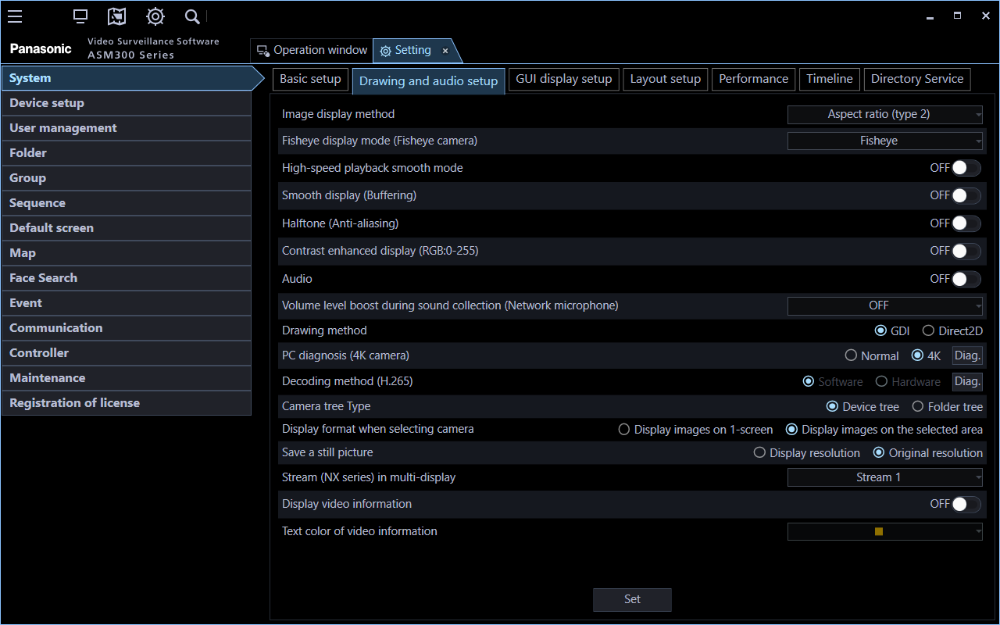 Panasonic
Video Surveillance Software
ASM300 Series
Operation window
Setting
System
Device setup
User management
Folder
Group
Sequence
Default screen
Map
Face Search
Event
Communication
Controller
Maintenance
Registration of license
Basic setup
Drawing and audio setup
GUI display setup
Layout setup
Performance
Timeline
Directory Service
Image display method Aspect ratio (type 2)
Fisheye display mode (Fisheye camera) Fisheye
High-speed playback smooth mode OFF
Smooth display (Buffering) OFF
Halftone (Anti-aliasing) OFF
Contrast enhanced display (RGB:0-255) OFF
Audio OFF
Volume level boost during sound collection (Network microphone) OFF
Drawing method GDI Direct2D
PC diagnosis (4K camera) Normal 4K Diag.
Decoding method (H.265) Software Hardware Diag.
Camera tree Type Device tree Folder tree
Display format when selecting camera Display images on 1-screen Display images on the selected area
Save a still picture Display resolution Original resolution
Stream (NX series) in multi-display Stream 1
Display video information OFF
Text color of video information
Set